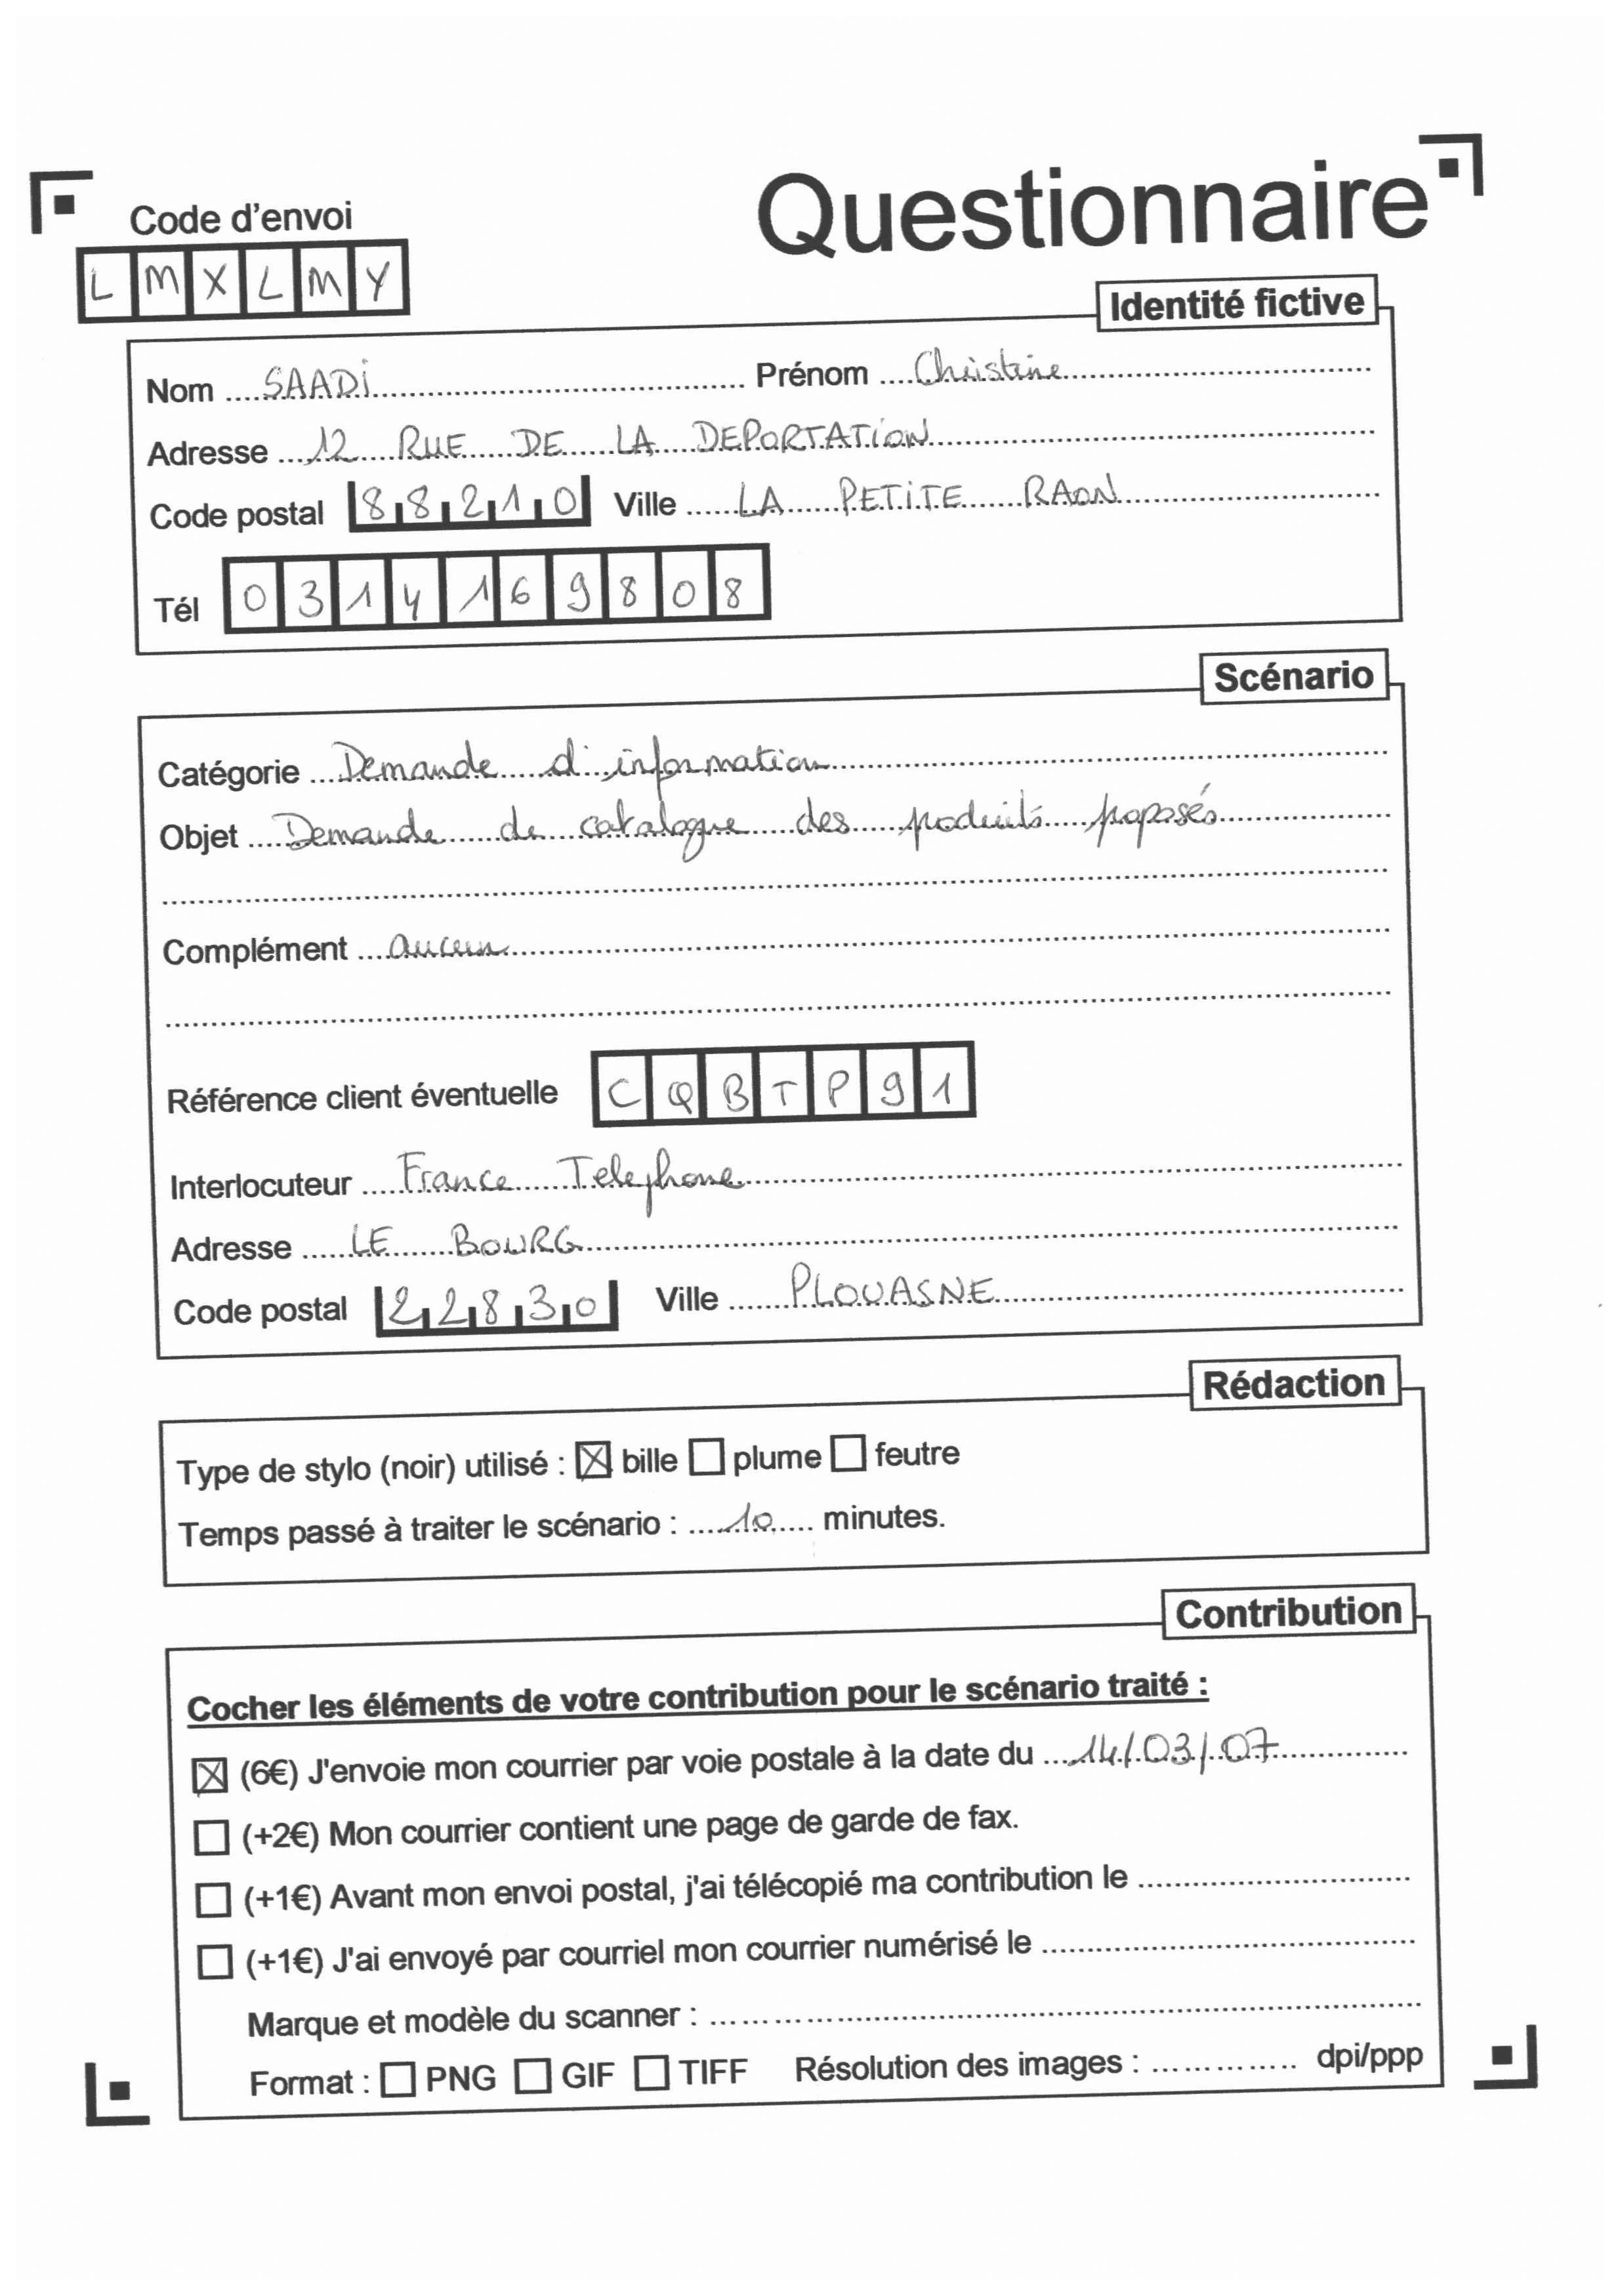 Questionnaire
Code d'envoi
L M X L M Y
Identité fictive
Nom SAADI Prénom Christine
Adresse 12 RUE DE LA DEPORTATION
Code postal 88210 Ville LA PETITE RAON
Tél 0314169808
Scénario
Catégorie Demande d'information
Objet Demande de catalogue des produits proposés
Complément aucun
Référence client éventuelle CQBTP91
Interlocuteur France Telephone
Adresse LE BOURG
Code postal 22830 Ville PLOUASNE
Rédaction
Type de stylo (noir) utilisé : ☒ bille ☐ plume ☐ feutre
Temps passé à traiter le scénario : 10 minutes.
Contribution
Cocher les éléments de votre contribution pour le scénario traité :
☒ (6€) J'envoie mon courrier par voie postale à la date du 14/03/07
☐ (+2€) Mon courrier contient une page de garde de fax.
☐ (+1€) Avant mon envoi postal, j'ai télécopié ma contribution le
☐ (+1€) J'ai envoyé par courriel mon courrier numérisé le
Marque et modèle du scanner :
Format : ☐ PNG ☐ GIF ☐ TIFF Résolution des images : dpi/ppp